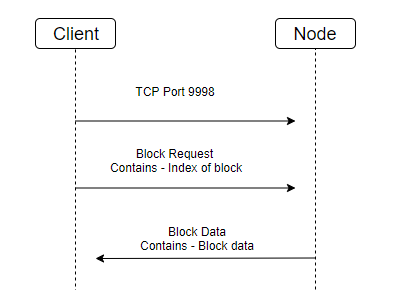 Client
Node
TCP Port 9998
Block Request
Contains - Index of block
Block Data
Contains - Block data